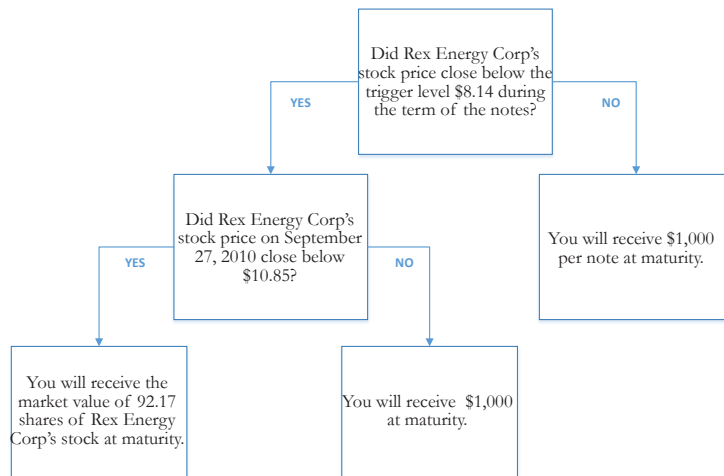 Did Rex Energy Corp's
stock price close below the
trigger level $8.14 during
the term of the notes?
YES
NO
Did Rex Energy Corp's
stock price on September
27, 2010 close below
$10.85?
You will receive $1,000
per note at maturity.
YES
NO
You will receive the
market value of 92.17
shares of Rex Energy
Corp's stock at maturity.
You will receive $1,000
at maturity.